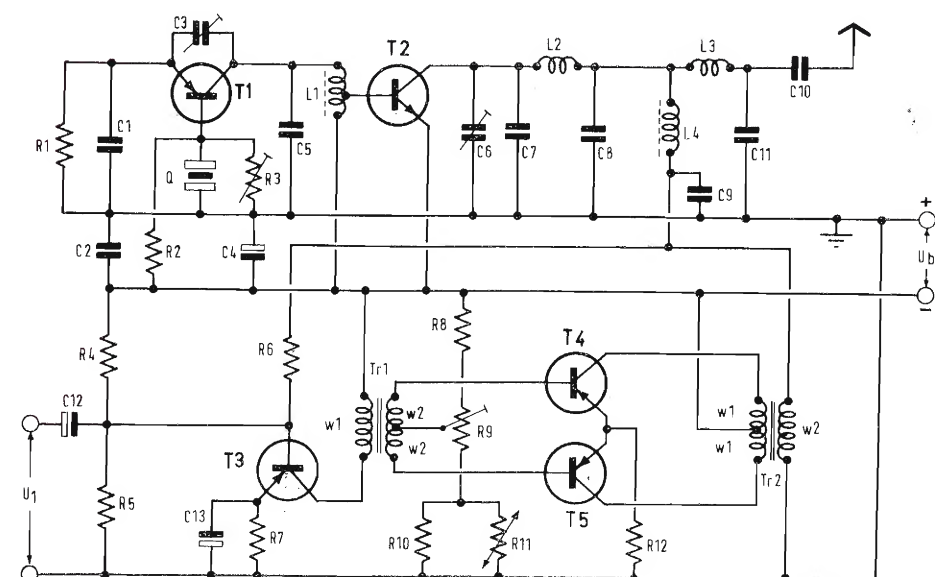 C3
T2
L2
L3
T1
L1
C10
R1
C1
C5
C6
C7
C8
L4
C11
Q
R3
C9
+
C2
R2
C4
Ub
−
R4
R6
R8
T4
Tr1
C12
w1
w2
w2
R9
w1
w1
w2
T3
Tr2
U1
R5
T5
C13
R7
R10
R11
R12